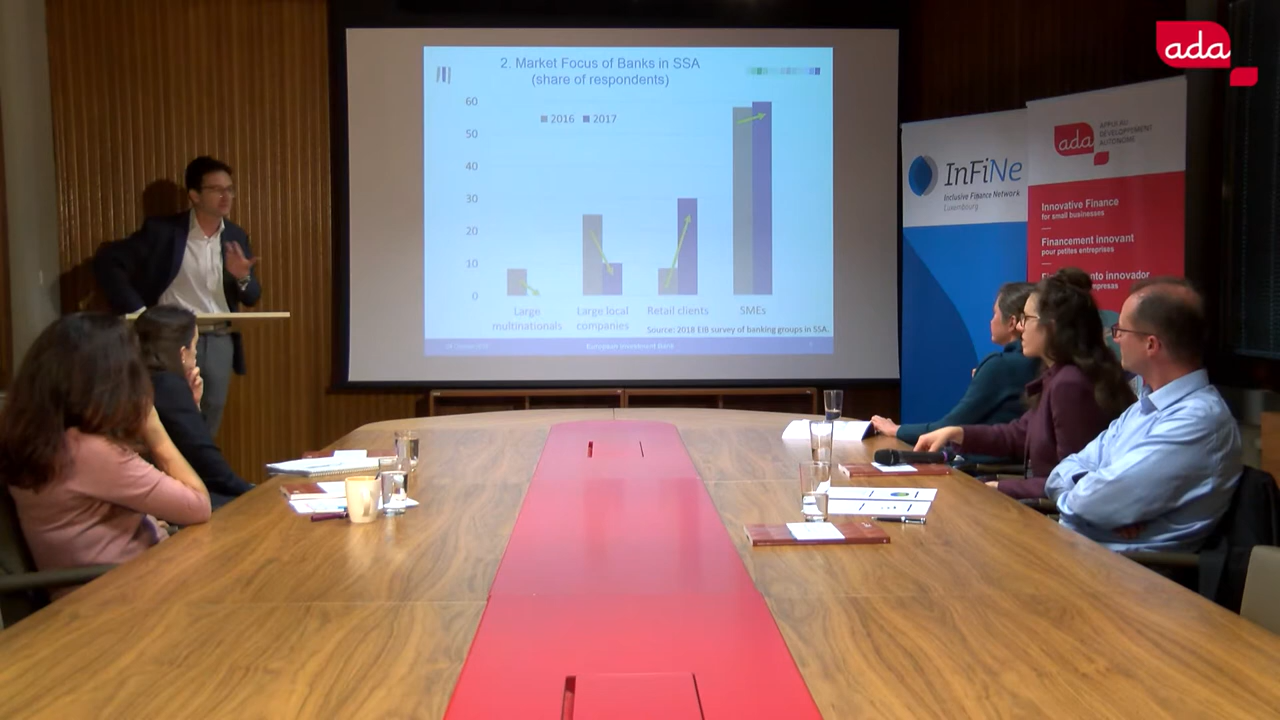 2. Market Focus of Banks in SSA
(share of respondents)
60
50
40
30
20
10
0
2016
2017
Large
multinationals
Large local
companies
Retail clients
SMEs
Source: 2018 EIB survey of banking groups in SSA.
European Investment Bank
ada
InFiNe
Inclusive Finance Network
Luxembourg
ada
APPUI AU
DÉVELOPPEMENT
AUTONOME
Innovative Finance
for small businesses
Financement innovant
pour petites entreprises
innovador